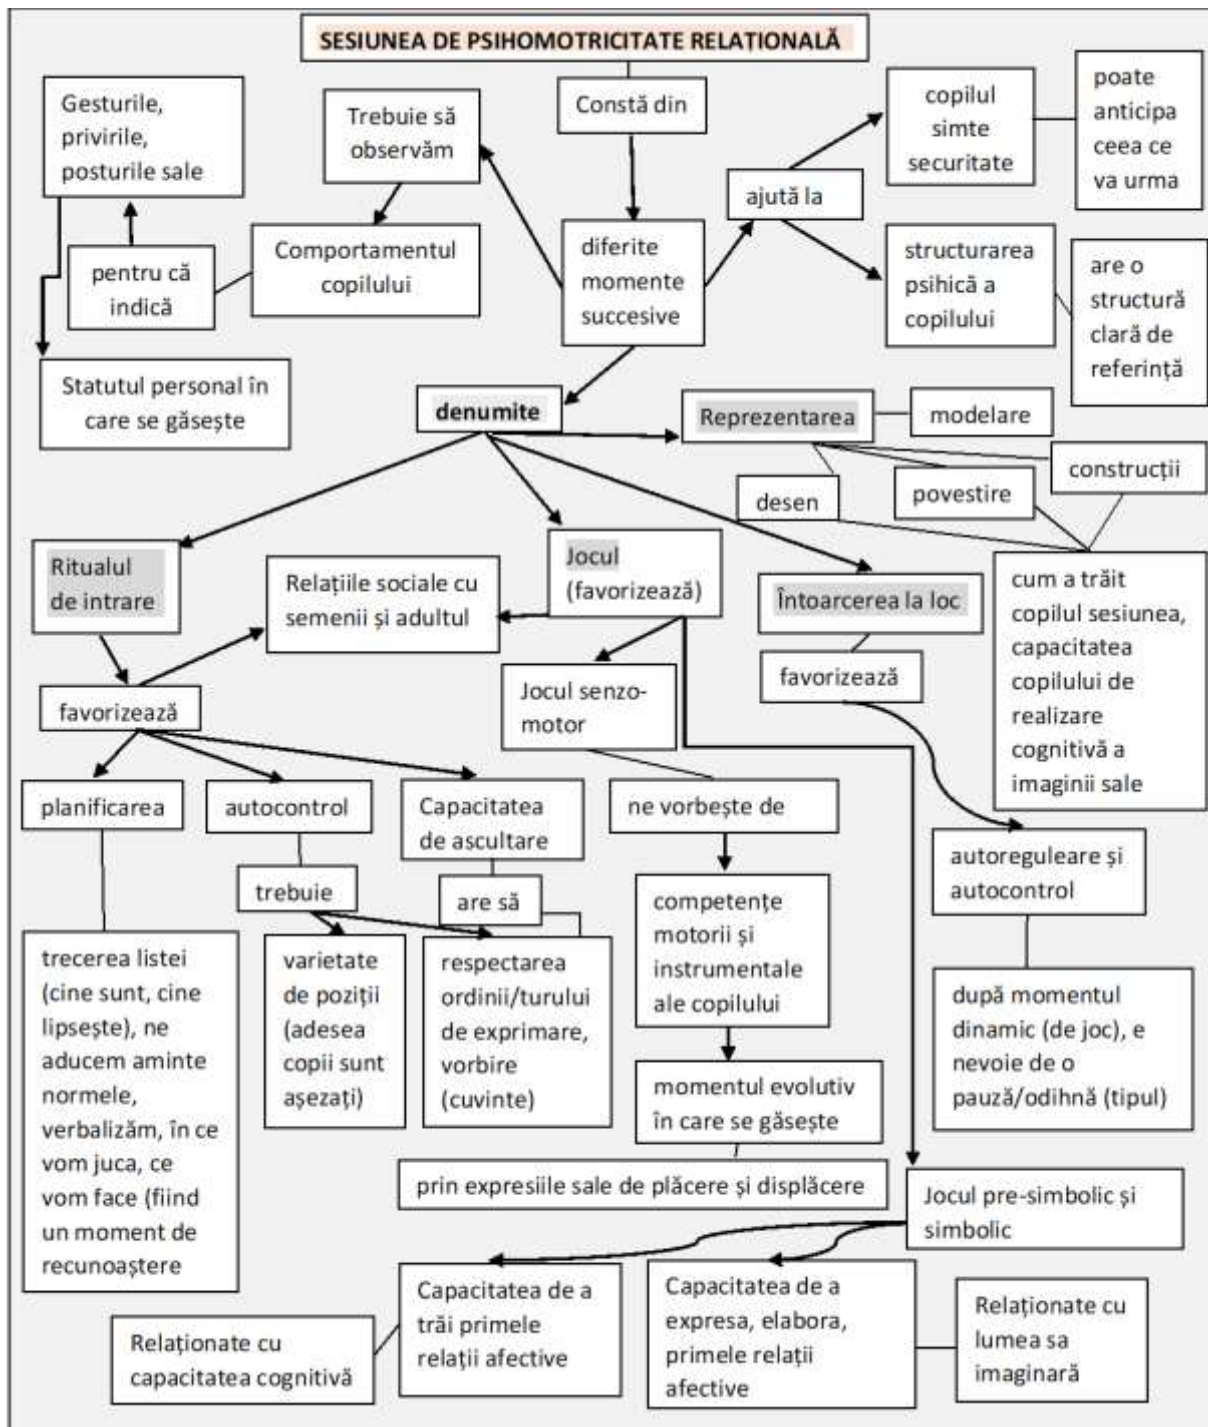 SESIUNEA DE PSIHOMOTRICITATE RELAȚIONALĂ
Gesturile,
privirile,
posturile sale
Trebuie să
observăm
Constă din
copilul
simte
securitate
poate
anticipa
ceea ce
va urma
ajută la
pentru că
indică
Comportamentul
copilului
diferite
momente
succesive
structurarea
psihică a
copilului
are o
structură
clară de
referință
Statutul personal în
care se găsește
denumite
Reprezentarea
modelare
desen
povestire
construcții
Ritualul
de intrare
Relațiile sociale cu
semenii și adultul
Jocul
(favorizează)
Întoarcerea la loc
cum a trăit
copilul sesiunea,
capacitatea
copilului de
realizare
cognitivă a
imaginii sale
favorizează
Jocul senzo-
motor
favorizează
planificarea
autocontrol
Capacitatea
de ascultare
ne vorbește de
autoreguleare și
autocontrol
trebuie
are să
competențe
motorii și
instrumentale
ale copilului
trecerea listei
(cine sunt, cine
lipsește), ne
aducem aminte
normele,
verbalizăm, în ce
vom juca, ce
vom face (fiind
un moment de
recunoaștere
varietate
de poziții
(adesea
copii sunt
așezați)
respectarea
ordinii/turului
de exprimare,
vorbire
(cuvinte)
după momentul
dinamic (de joc), e
nevoie de o
pauză/odihnă (tipul)
momentul evolutiv
în care se găsește
prin expresiile sale de plăcere și displăcere
Jocul pre-simbolic și
simbolic
Capacitatea de a
trăi primele
relații afective
Capacitatea de a
expresa, elabora,
primele relații
afective
Relaționate cu
lumea sa
imaginară
Relaționate cu
capacitatea cognitivă